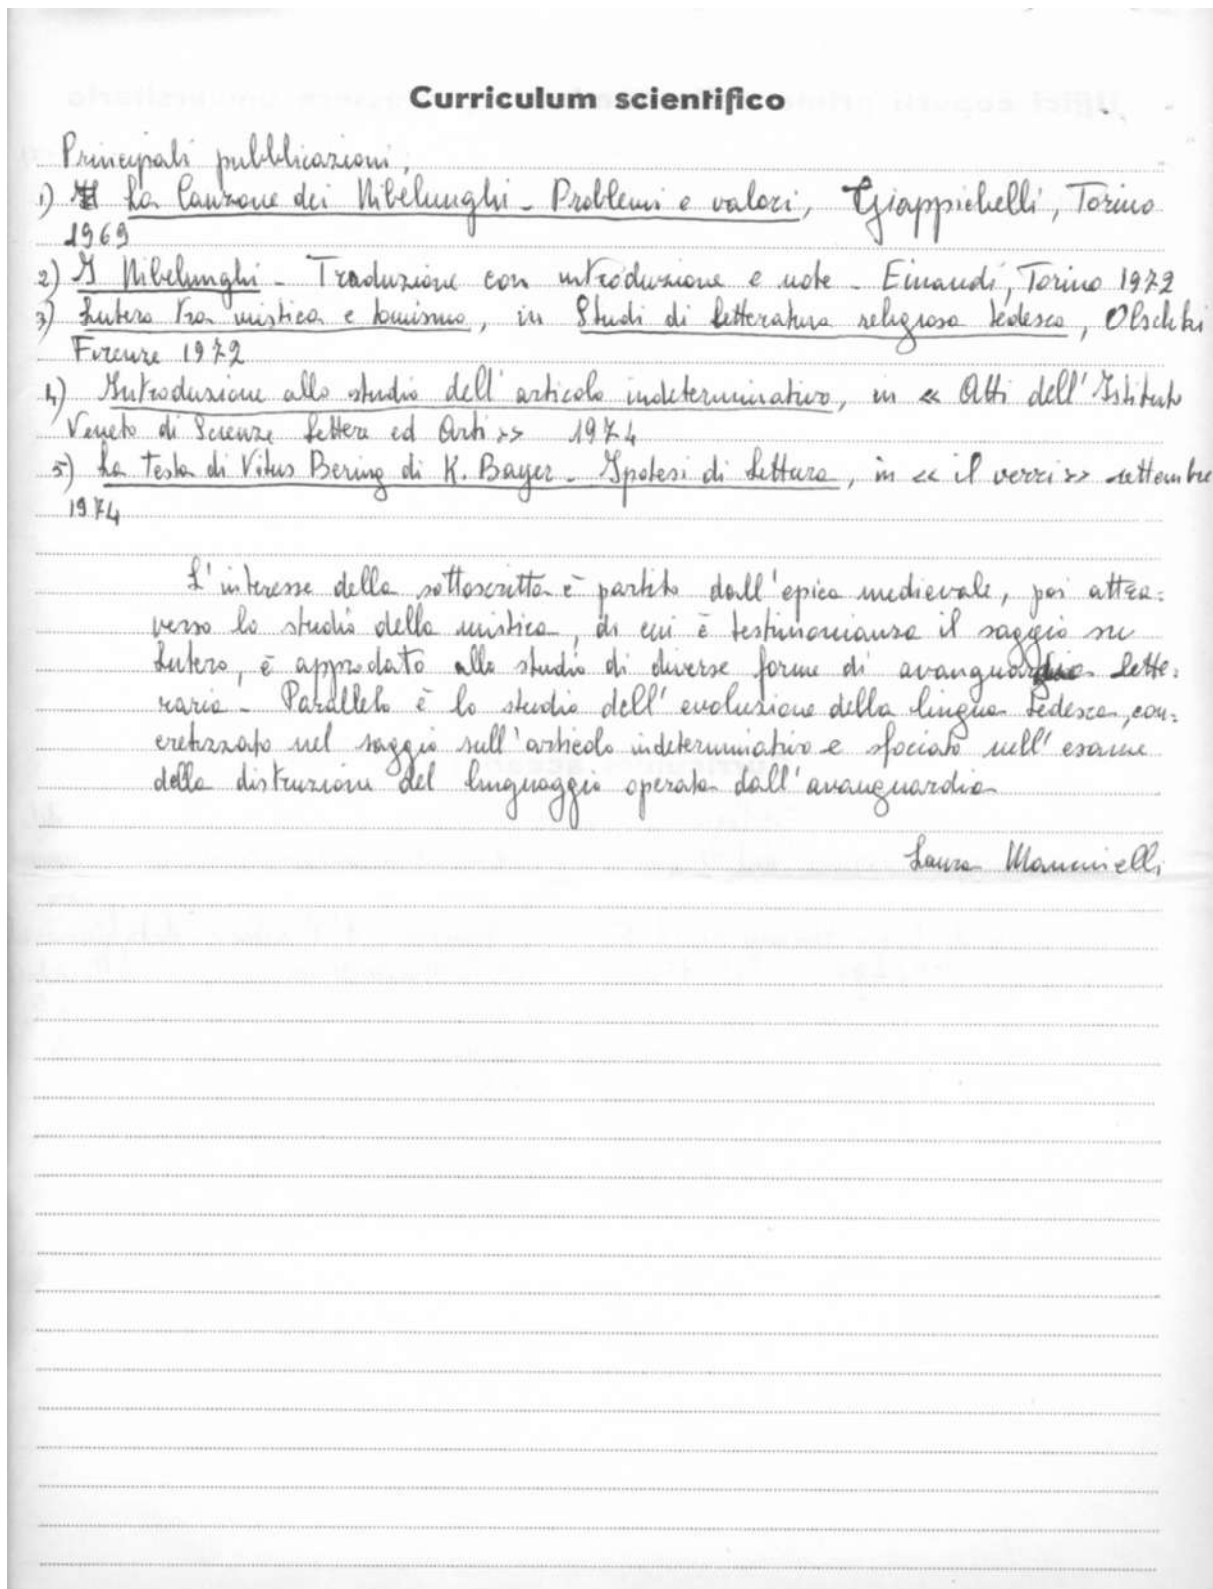 Curriculum scientifico
Principali pubblicazioni,
1) La Canzone dei Nibelunghi - Problemi e valori, Giappichelli, Torino
1969
2) I Nibelunghi - Traduzione con introduzione e note - Einaudi, Torino 1972
3) Lutero tra mistica e tomismo, in Studi di letteratura religiosa tedesca, Olschki
Firenze 1972
4) Introduzione allo studio dell'articolo indeterminativo, in « Atti dell'Istituto
Veneto di Scienze Lettere ed Arti » 1974
5) La testa di Vitus Bering di K. Bayer - Ipotesi di lettura, in « il verri » settembre
1974
L'interesse della sottoscritta è partito dall'epica medievale, poi attra=
verso lo studio della mistica, di cui è testimonianza il saggio su
Lutero, è approdato allo studio di diverse forme di avanguardia lette=
raria - Parallelo è lo studio dell'evoluzione della lingua tedesca, con=
cretizzato nel saggio sull'articolo indeterminativo e sfociato nell'esame
della distruzione del linguaggio operata dall'avanguardia
Laura Mancinelli